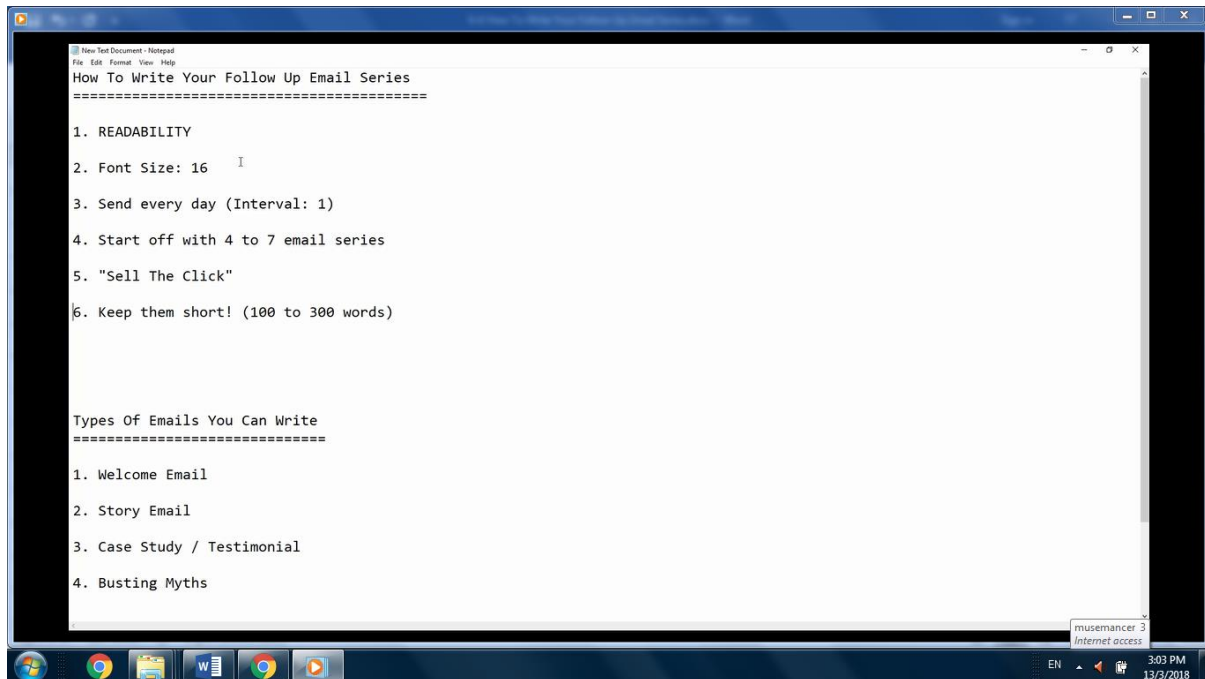 New Text Document - Notepad
File Edit Format View Help
How To Write Your Follow Up Email Series
==========================================
1. READABILITY
2. Font Size: 16
3. Send every day (Interval: 1)
4. Start off with 4 to 7 email series
5. "Sell The Click"
6. Keep them short! (100 to 300 words)
Types Of Emails You Can Write
==============================
1. Welcome Email
2. Story Email
3. Case Study / Testimonial
4. Busting Myths
musemancer 3
Internet access
EN
3:03 PM
13/3/2018